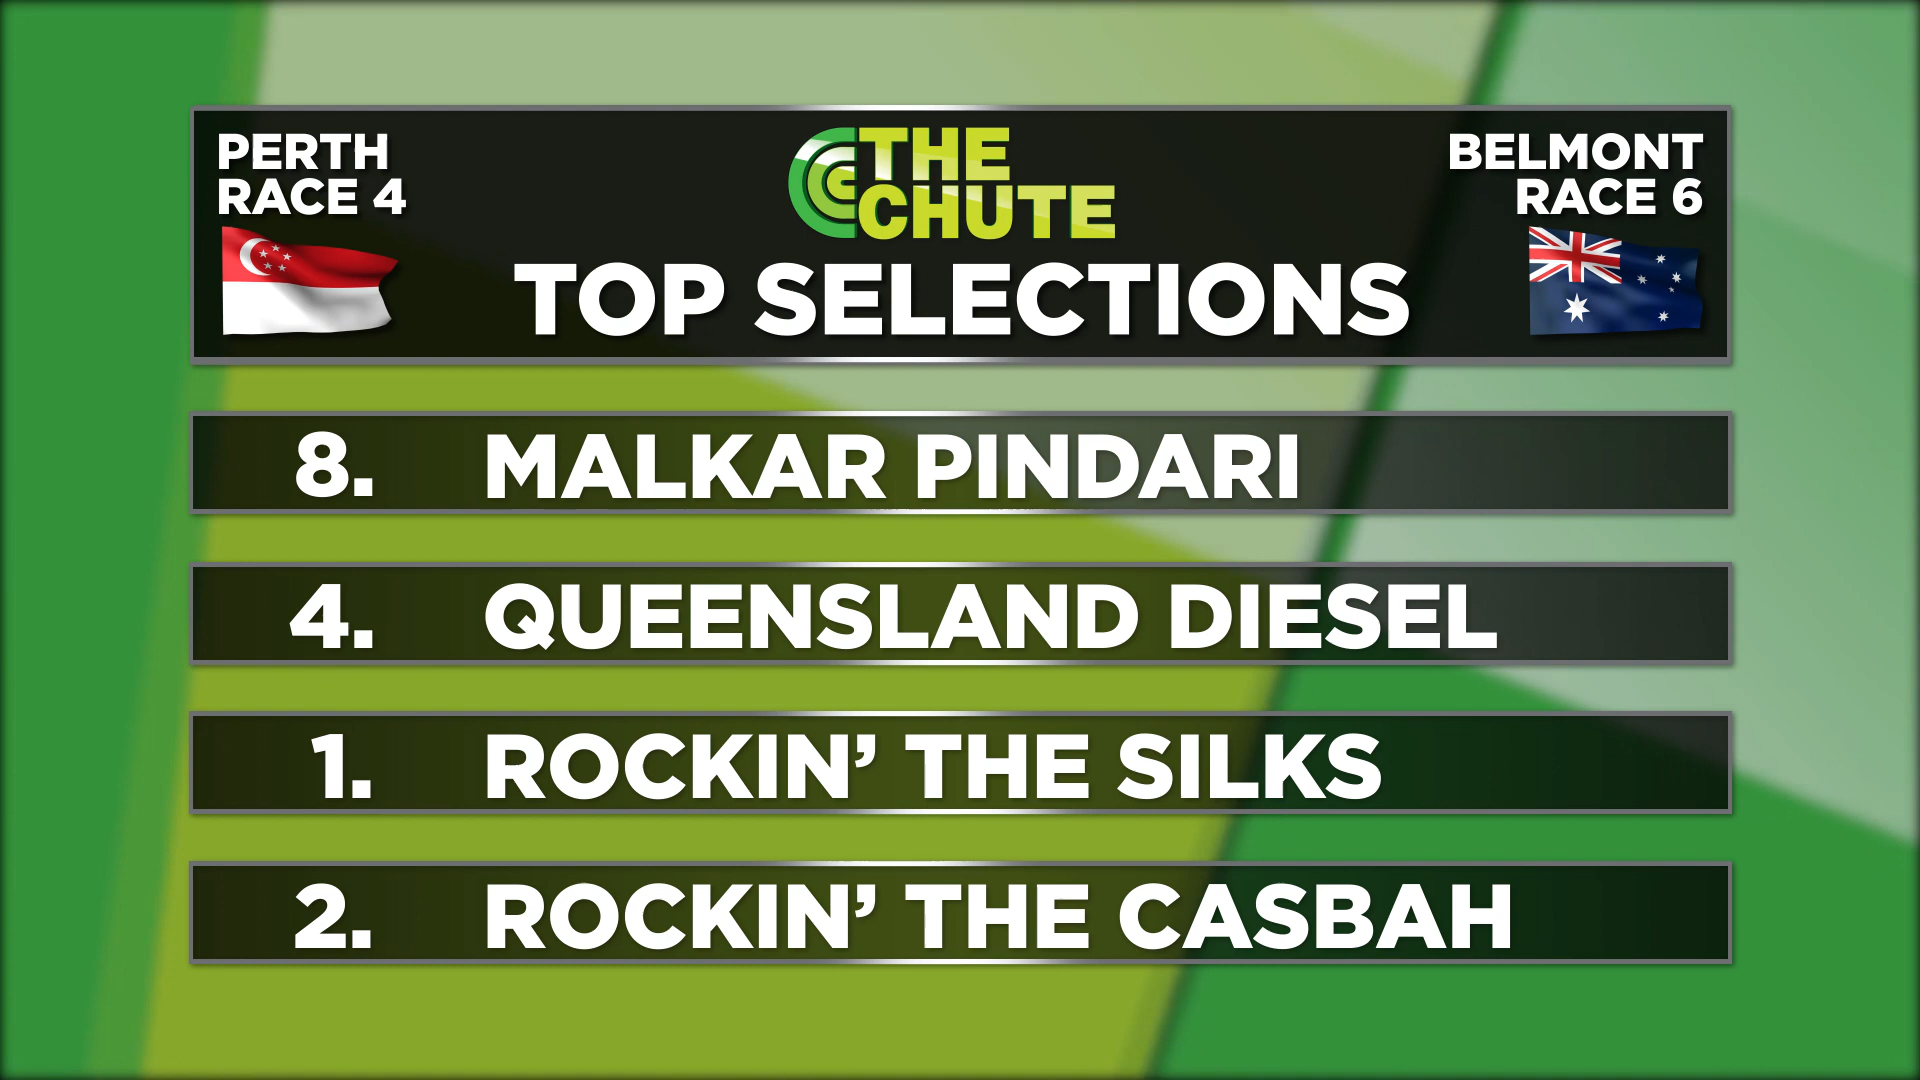 PERTH
RACE 4
THE
CHUTE
BELMONT
RACE 6
TOP SELECTIONS
8. MALKAR PINDARI
4. QUEENSLAND DIESEL
1. ROCKIN’ THE SILKS
2. ROCKIN’ THE CASBAH